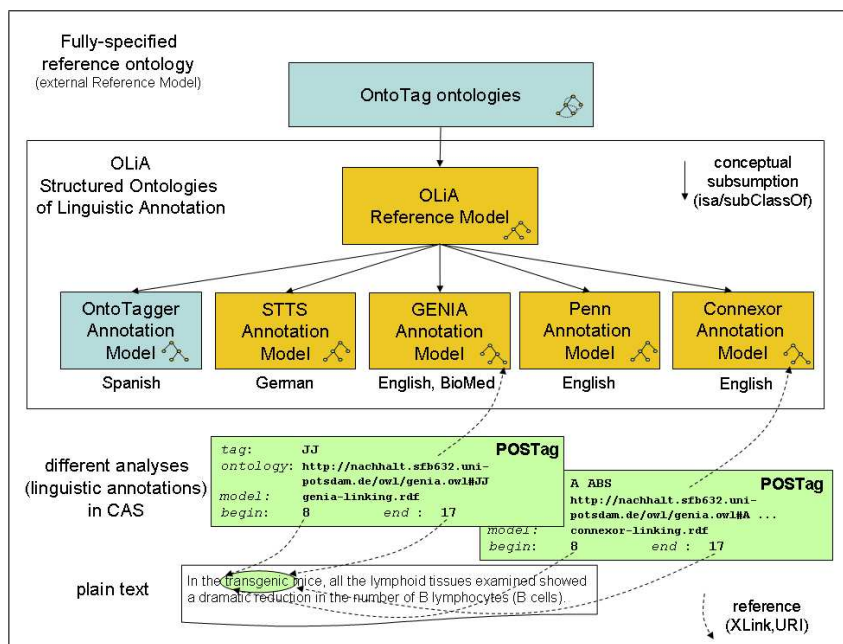 Fully-specified
reference ontology
(external Reference Model)
OntoTag ontologies
OLiA
Structured Ontologies
of Linguistic Annotation
OLiA
Reference Model
conceptual
subsumption
(isa/subClassOf)
OntoTagger
Annotation
Model
Spanish
STTS
Annotation
Model
German
GENIA
Annotation
Model
English, BioMed
Penn
Annotation
Model
English
Connexor
Annotation
Model
English
different analyses
(linguistic annotations)
in CAS
tag: JJ POSTag
ontology: http://nachhalt.sfb632.uni-
potsdam.de/owl/genia.owl#JJ
model: genia-linking.rdf
begin: 8 end : 17
A ABS POSTag
http://nachhalt.sfb632.uni-
potsdam.de/owl/genia.owl#A ...
model: connexor-linking.rdf
begin: 8 end : 17
plain text
In the transgenic mice, all the lymphoid tissues examined showed
a dramatic reduction in the number of B lymphocytes (B cells).
reference
(XLink,URI)